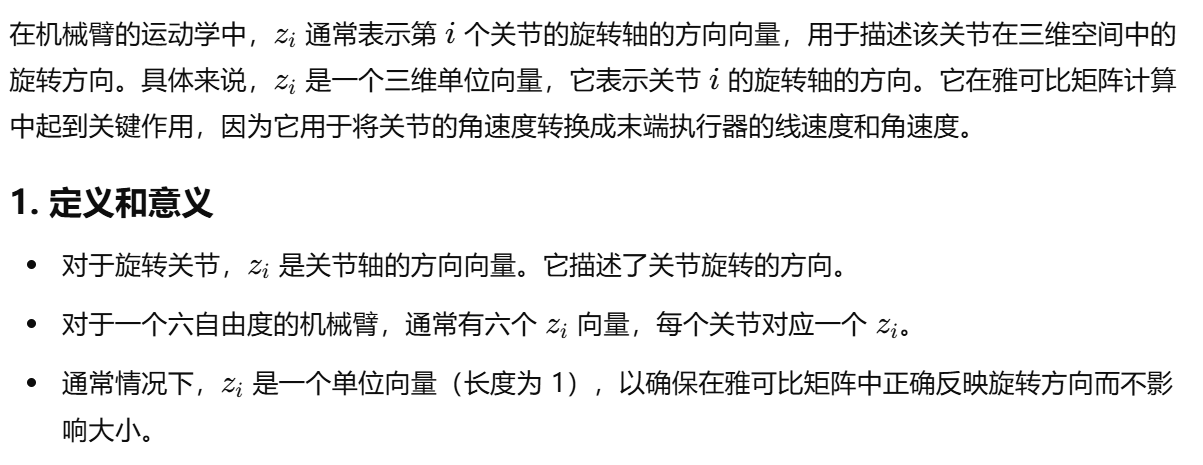 在机械臂的运动学中，z_i 通常表示第 i 个关节的旋转轴的方向向量，用于描述该关节在三维空间中的
旋转方向。具体来说，z_i 是一个三维单位向量，它表示关节 i 的旋转轴的方向。它在雅可比矩阵计算
中起到关键作用，因为它用于将关节的角速度转换成末端执行器的线速度和角速度。
1. 定义和意义
• 对于旋转关节，z_i 是关节轴的方向向量。它描述了关节旋转的方向。
• 对于一个六自由度的机械臂，通常有六个 z_i 向量，每个关节对应一个 z_i。
• 通常情况下，z_i 是一个单位向量（长度为 1），以确保在雅可比矩阵中正确反映旋转方向而不影
响大小。